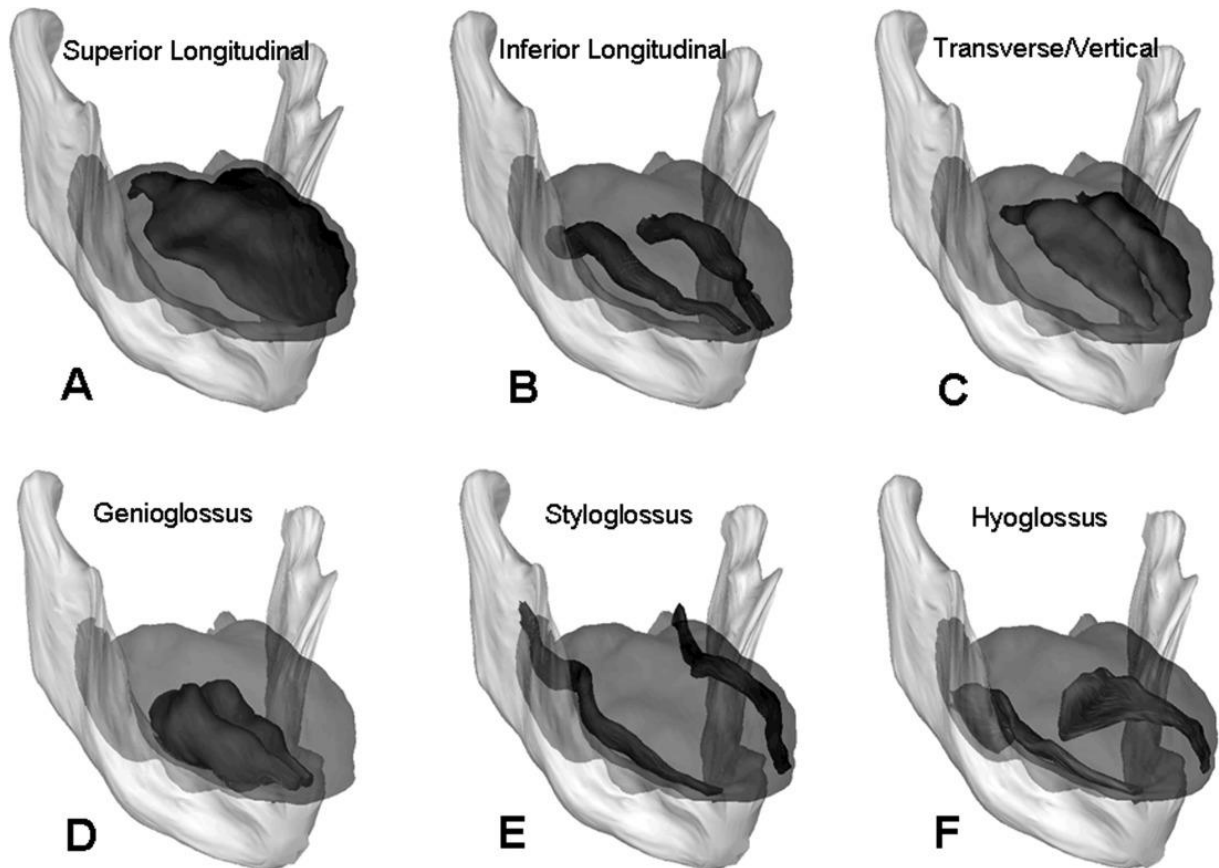 Superior Longitudinal
Inferior Longitudinal
Transverse/Vertical
A
B
C
Genioglossus
Styloglossus
Hyoglossus
D
E
F